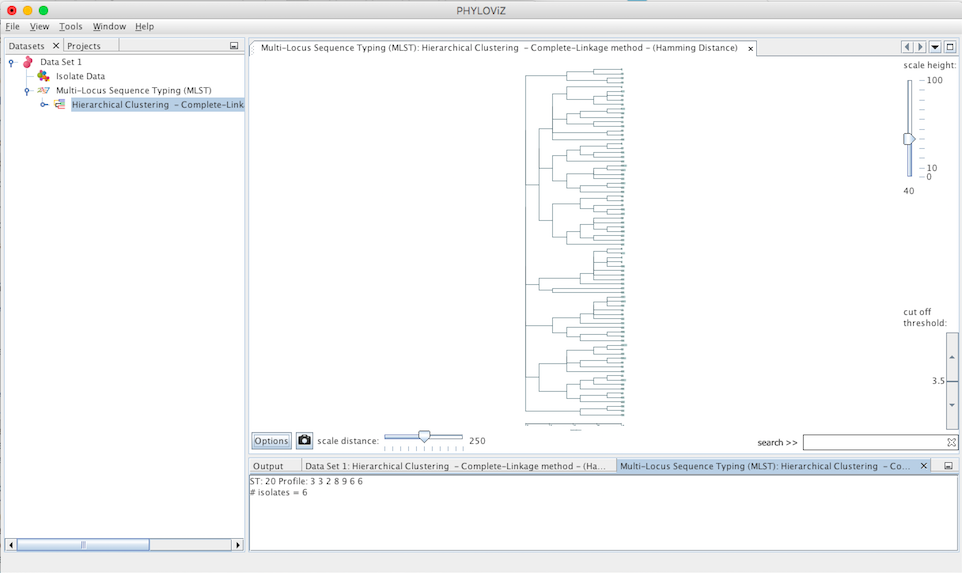 PHYLOViZ
File View Tools Window Help
Datasets Projects
Data Set 1
Isolate Data
Multi-Locus Sequence Typing (MLST)
Hierarchical Clustering - Complete-Link
Multi-Locus Sequence Typing (MLST): Hierarchical Clustering - Complete-Linkage method - (Hamming Distance)
scale height:
100
10
0
40
cut off
threshold:
3.5
Options scale distance: 250
search >>
Output Data Set 1: Hierarchical Clustering - Complete-Linkage method - (Ha... Multi-Locus Sequence Typing (MLST): Hierarchical Clustering - Co...
ST: 20 Profile: 3 3 2 8 9 6 6
# isolates = 6